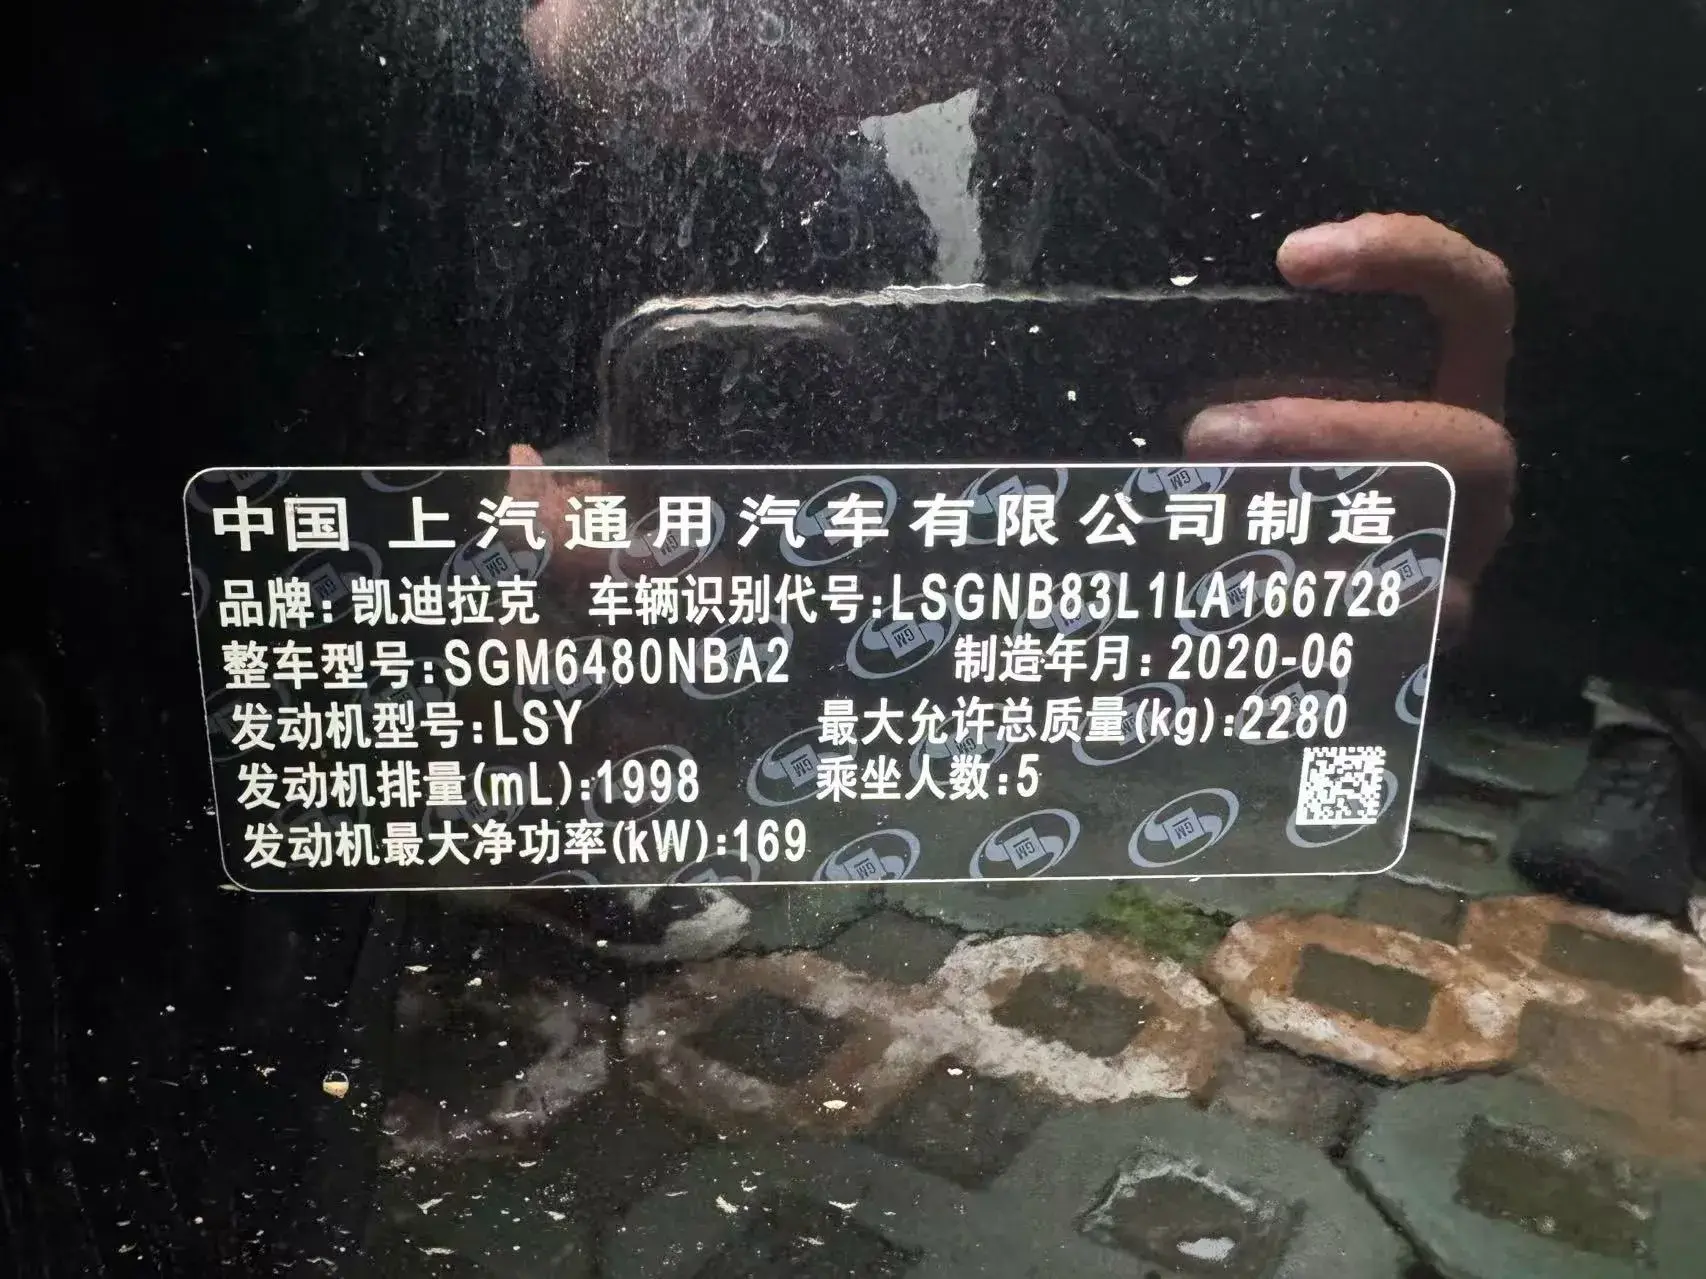 中国 上汽通用汽车有限公司制造
品牌: 凯迪拉克 车辆识别代号:LSGNB83L1LA166728
整车型号:SGM6480NBA2 制造年月: 2020-06
发动机型号:LSY 最大允许总质量(kg):2280
发动机排量(mL):1998 乘坐人数:5
发动机最大净功率(kW):169